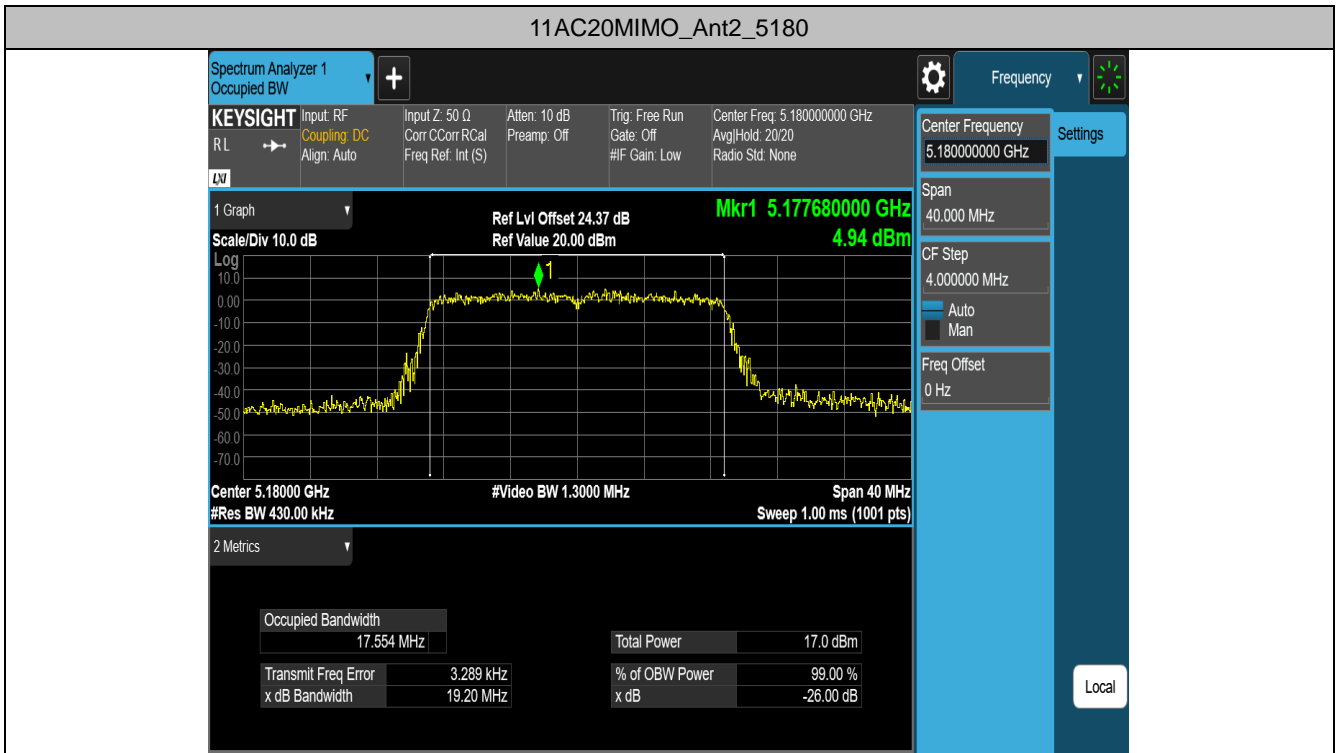 11AC20MIMO_Ant2_5180
Spectrum Analyzer 1
Occupied BW
+
Frequency
KEYSIGHT
RL
LXI
Input: RF
Coupling: DC
Align: Auto
Input Z: 50 Ω
Corr CCorr RCal
Freq Ref: Int (S)
Atten: 10 dB
Preamp: Off
Trig: Free Run
Gate: Off
#IF Gain: Low
Center Freq: 5.180000000 GHz
Avg|Hold: 20/20
Radio Std: None
Center Frequency
5.180000000 GHz
Settings
Span
40.000 MHz
CF Step
4.000000 MHz
Auto
Man
Freq Offset
0 Hz
Local
1 Graph
Scale/Div 10.0 dB
Ref Lvl Offset 24.37 dB
Ref Value 20.00 dBm
Mkr1 5.177680000 GHz
4.94 dBm
Log
10.0
0.00
-10.0
-20.0
-30.0
-40.0
-50.0
-60.0
-70.0
1
Center 5.18000 GHz
#Res BW 430.00 kHz
#Video BW 1.3000 MHz
Span 40 MHz
Sweep 1.00 ms (1001 pts)
2 Metrics
Occupied Bandwidth
17.554 MHz
Total Power 17.0 dBm
Transmit Freq Error 3.289 kHz
% of OBW Power 99.00 %
x dB Bandwidth 19.20 MHz
x dB -26.00 dB